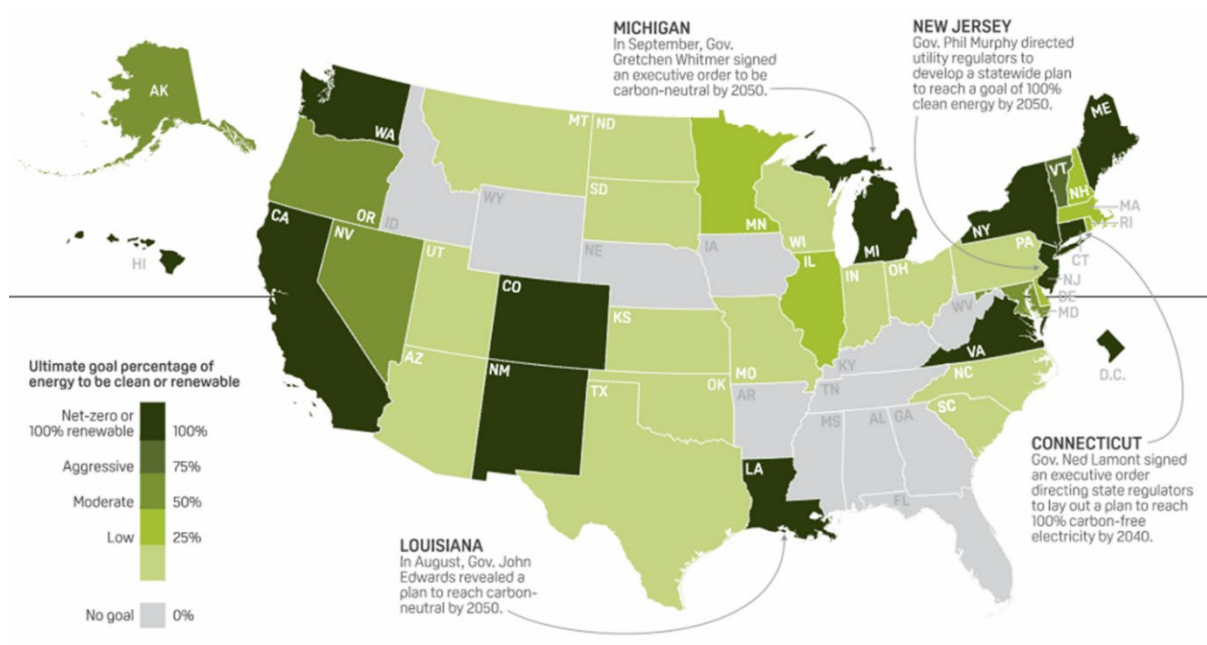 MICHIGAN
In September, Gov.
Gretchen Whitmer signed
an executive order to be
carbon-neutral by 2050.
NEW JERSEY
Gov. Phil Murphy directed
utility regulators to
develop a statewide plan
to reach a goal of 100%
clean energy by 2050.
AK
HI
WA
MT
ND
ME
VT
NH
MA
RI
CT
NJ
DE
MD
D.C.
OR
ID
WY
SD
MN
WI
MI
NY
PA
CA
NV
UT
NE
IA
IL
IN
OH
WV
VA
CO
KS
MO
KY
NC
AZ
NM
TX
OK
AR
TN
SC
MS
AL
GA
LA
FL
Ultimate goal percentage of
energy to be clean or renewable
Net-zero or
100% renewable
100%
Aggressive
75%
Moderate
50%
Low
25%
No goal
0%
LOUISIANA
In August, Gov. John
Edwards revealed a
plan to reach carbon-
neutral by 2050.
CONNECTICUT
Gov. Ned Lamont signed
an executive order
directing state regulators
to lay out a plan to reach
100% carbon-free
electricity by 2040.